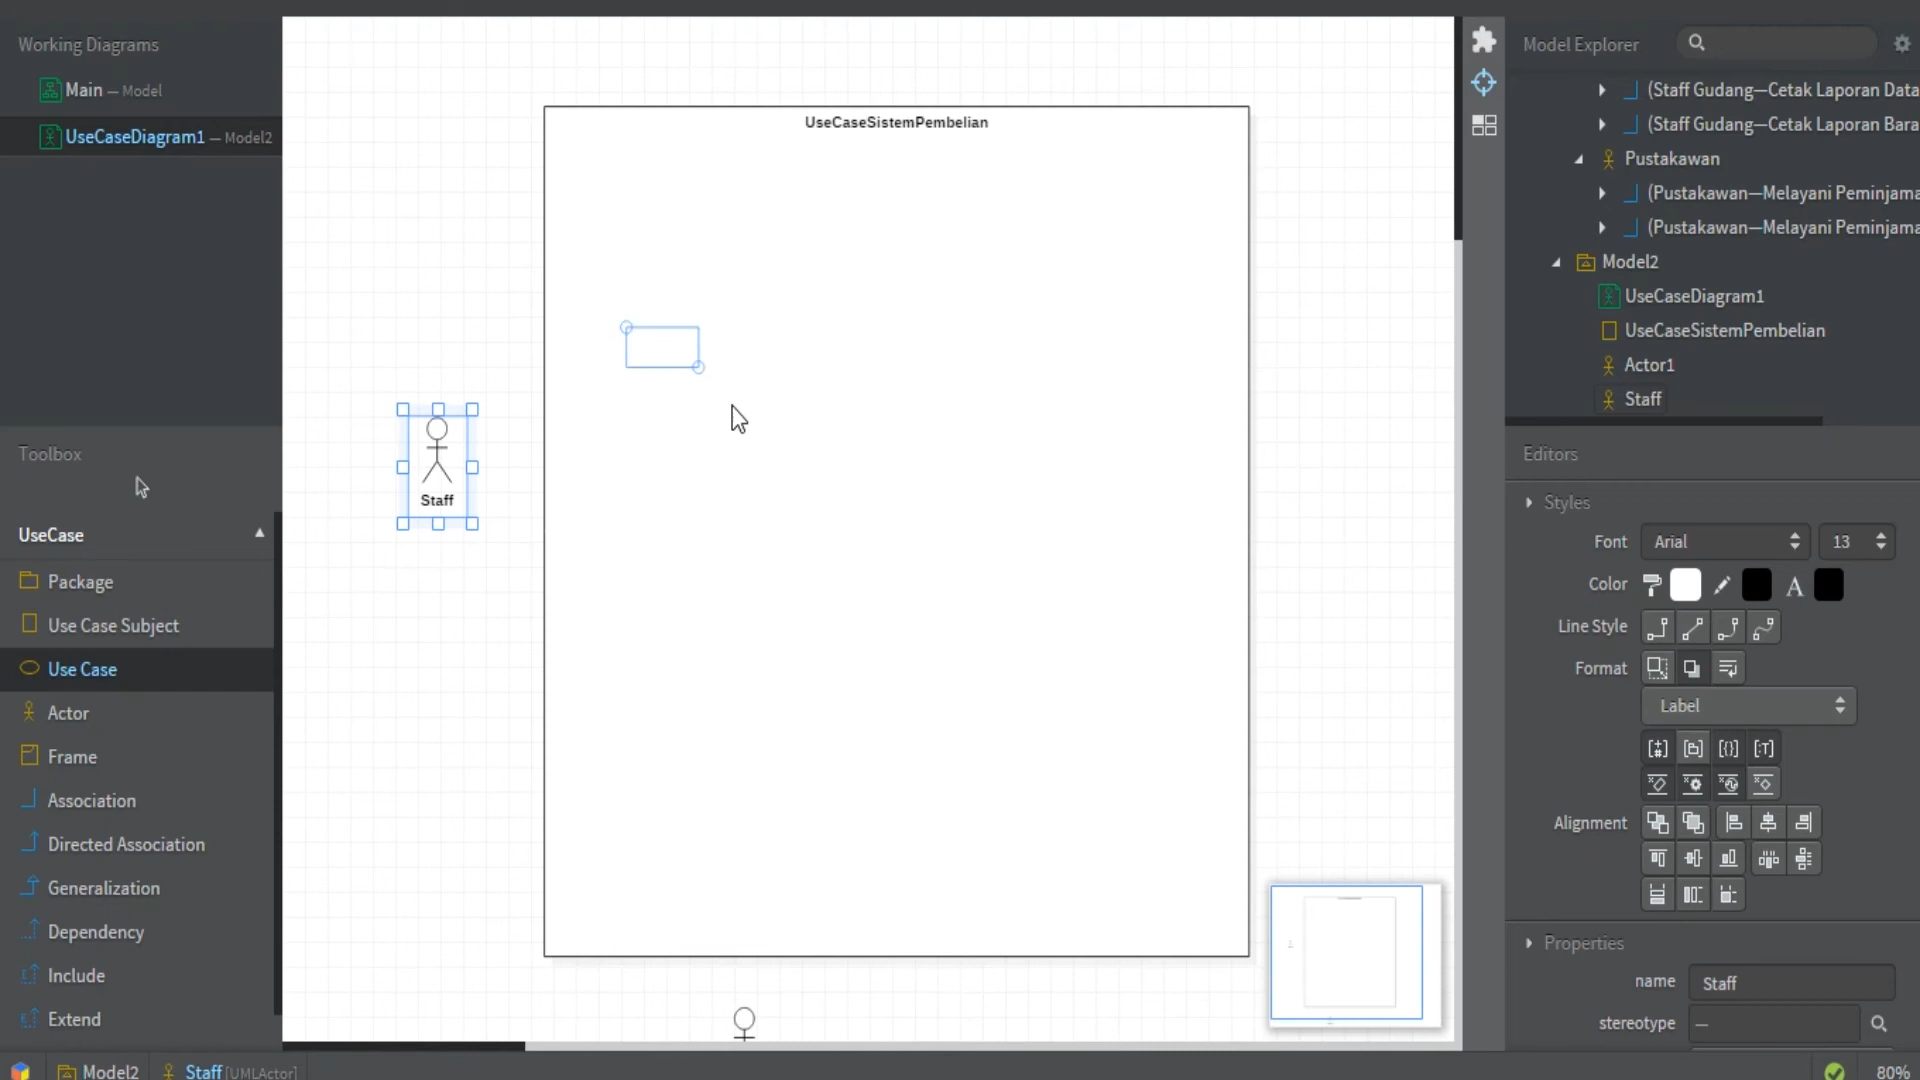 Working Diagrams
Main — Model
UseCaseDiagram1 — Model2
Toolbox
UseCase
Package
Use Case Subject
Use Case
Actor
Frame
Association
Directed Association
Generalization
Dependency
Include
Extend
UseCaseSistemPembelian
Staff
Model Explorer
(Staff Gudang—Cetak Laporan Data
(Staff Gudang—Cetak Laporan Bara
Pustakawan
(Pustakawan—Melayani Peminjama
(Pustakawan—Melayani Peminjama
Model2
UseCaseDiagram1
UseCaseSistemPembelian
Actor1
Staff
Editors
Styles
Font Arial 13
Color A
Line Style
Format
Label
Alignment
Properties
name Staff
stereotype —
Model2 Staff [UMLActor]
80%